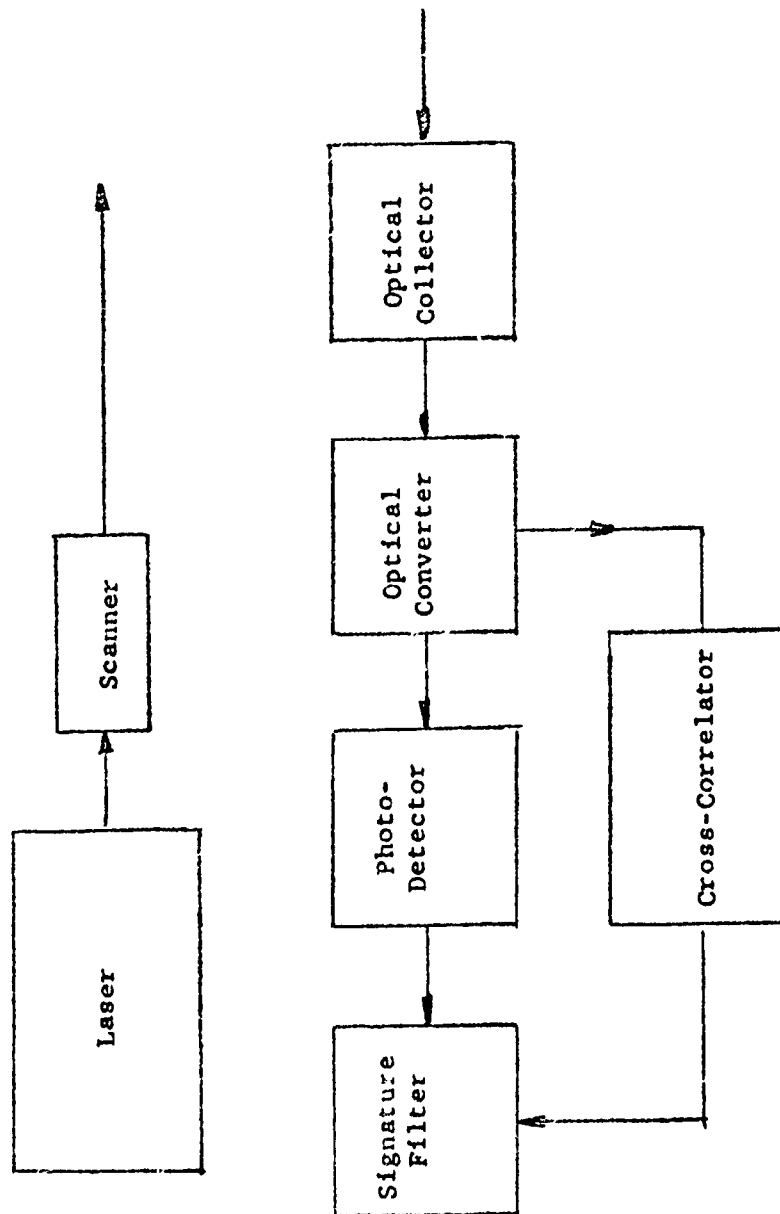 Laser
Scanner
Signature
Filter
Photo-
Detector
Optical
Converter
Optical
Collector
Cross-Correlator